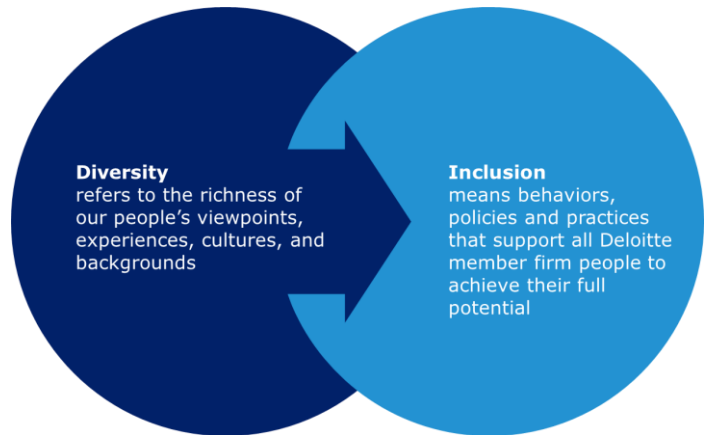 Diversity
refers to the richness of
our people’s viewpoints,
experiences, cultures, and
backgrounds
Inclusion
means behaviors,
policies and practices
that support all Deloitte
member firm people to
achieve their full
potential